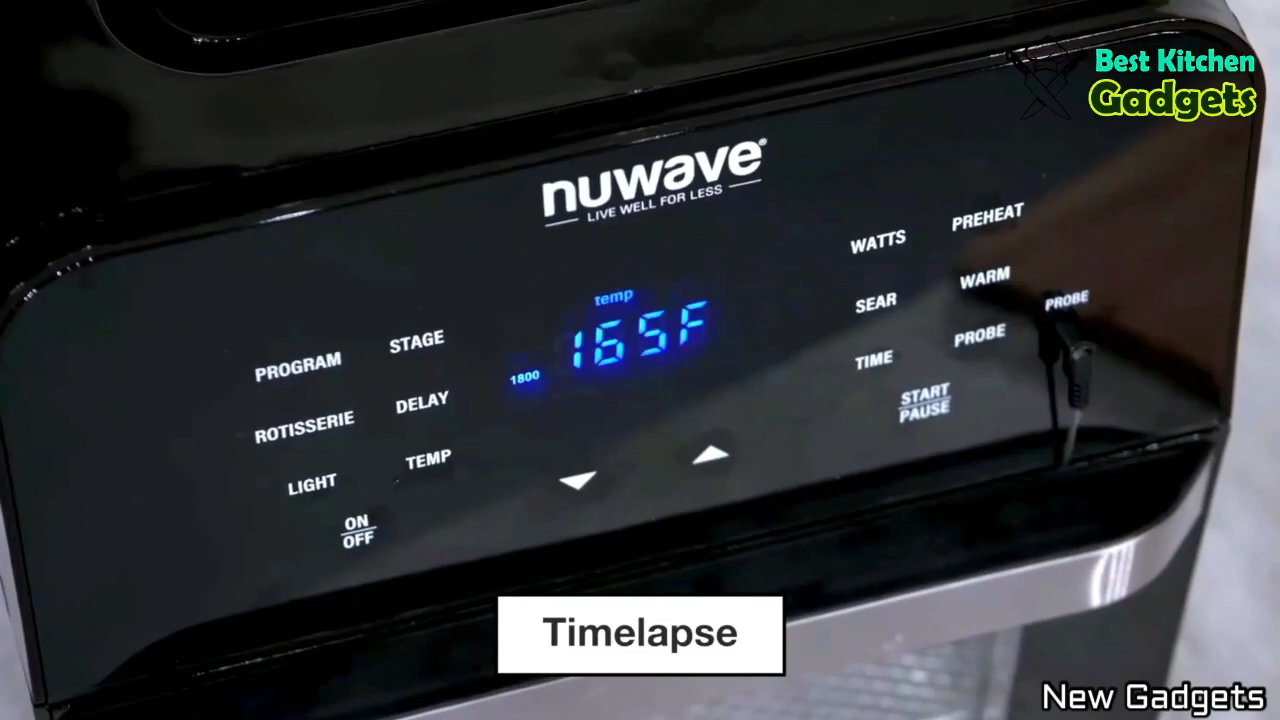 Best Kitchen
Gadgets
nuwave®
LIVE WELL FOR LESS
PROGRAM
STAGE
ROTISSERIE
DELAY
LIGHT
TEMP
ON
OFF
temp
165F
1800
WATTS
PREHEAT
SEAR
WARM
PROBE
TIME
PROBE
START
PAUSE
Timelapse
New Gadgets